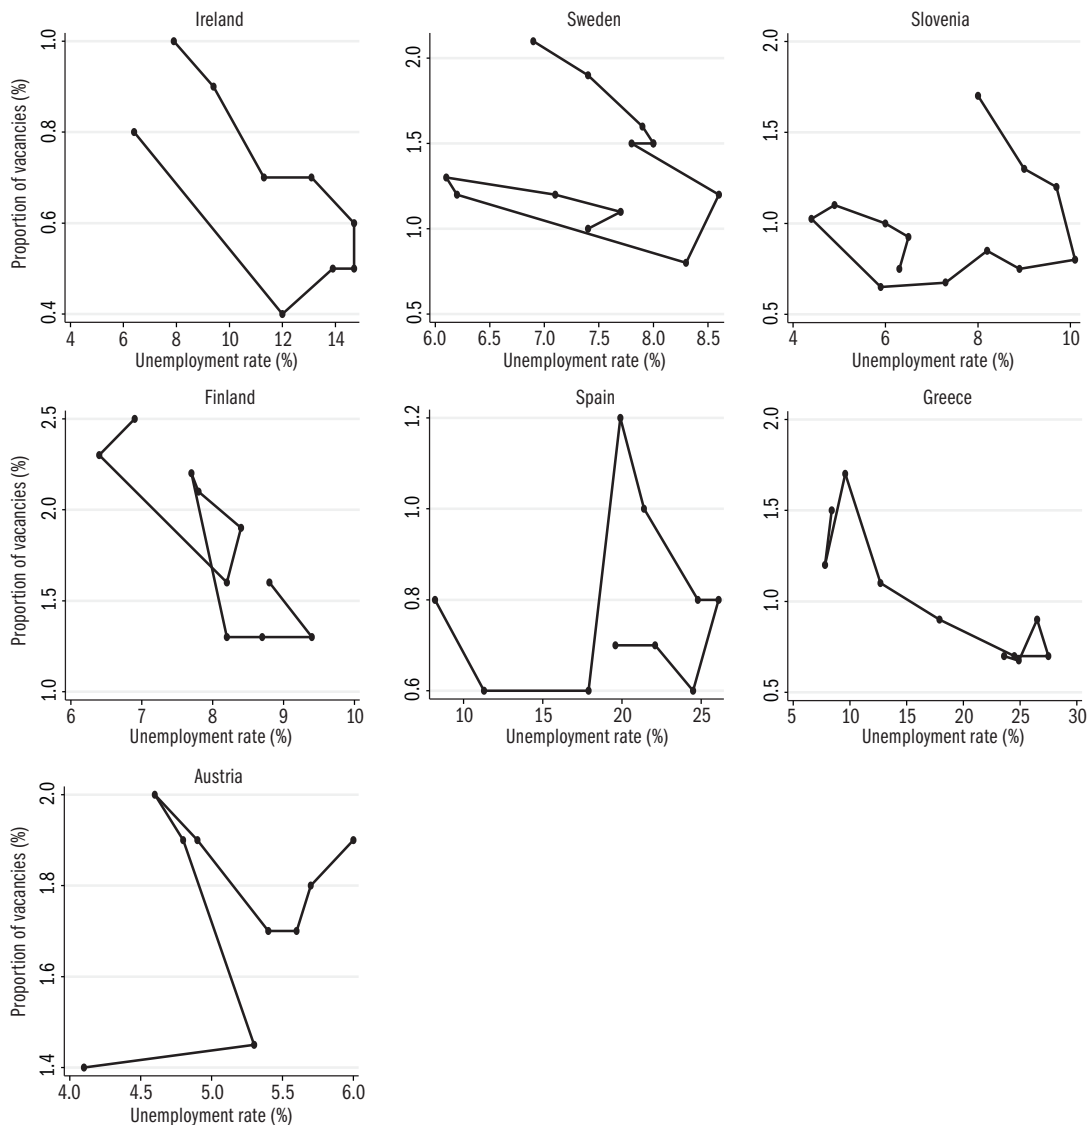 Ireland
Proportion of vacancies (%)
1.0
0.8
0.6
0.4
4 6 8 10 12 14
Unemployment rate (%)
Sweden
2.0
1.5
1.0
0.5
6.0 6.5 7.0 7.5 8.0 8.5
Unemployment rate (%)
Slovenia
2.0
1.5
1.0
0.5
4 6 8 10
Unemployment rate (%)
Finland
Proportion of vacancies (%)
2.5
2.0
1.5
1.0
6 7 8 9 10
Unemployment rate (%)
Spain
1.2
1.0
0.8
0.6
10 15 20 25
Unemployment rate (%)
Greece
2.0
1.5
1.0
0.5
5 10 15 20 25 30
Unemployment rate (%)
Austria
Proportion of vacancies (%)
2.0
1.8
1.6
1.4
4.0 4.5 5.0 5.5 6.0
Unemployment rate (%)